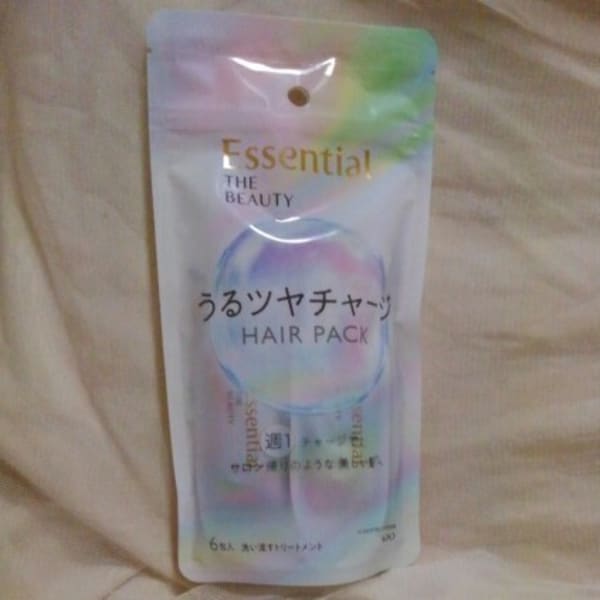 Essential
THE
BEAUTY
うるツヤチャージ
HAIR PACK
Essential
週1チャージで
サロン帰りのような美しい髪へ
6包入 洗い流すトリートメント